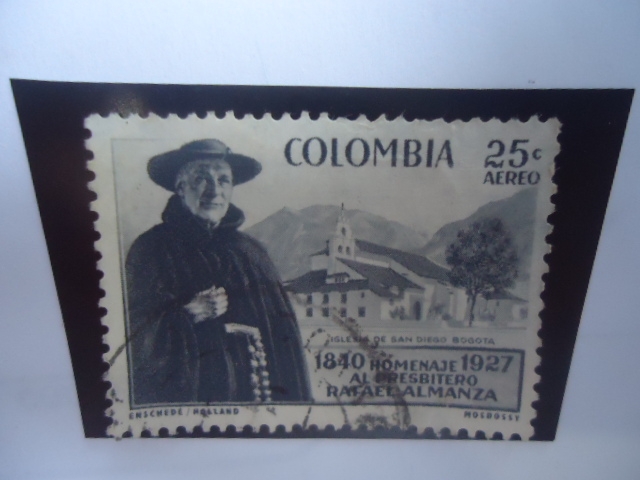 COLOMBIA 25c
AEREO
IGLESIA DE SAN DIEGO BOGOTA
1840 HOMENAJE 1927
AL PRESBITERO
RAFAEL ALMANZA
ENSCHEDÉ / HOLLAND